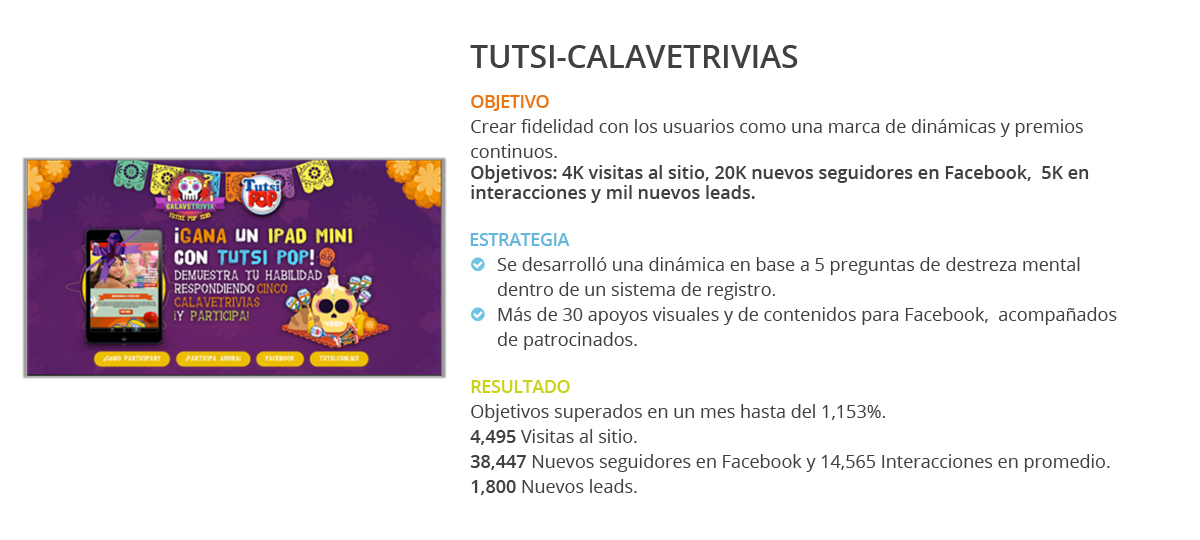 TUTSI-CALAVETRIVIAS
OBJETIVO
Crear fidelidad con los usuarios como una marca de dinámicas y premios
continuos.
Objetivos: 4K visitas al sitio, 20K nuevos seguidores en Facebook,  5K en
interacciones y mil nuevos leads.
ESTRATEGIA
Se desarrolló una dinámica en base a 5 preguntas de destreza mental
dentro de un sistema de registro.
Más de 30 apoyos visuales y de contenidos para Facebook,  acompañados
de patrocinados.
RESULTADO
Objetivos superados en un mes hasta del 1,153%.
4,495 Visitas al sitio.
38,447 Nuevos seguidores en Facebook y 14,565 Interacciones en promedio.
1,800 Nuevos leads.
CALAVETRIVIA
Tutsi
POP
¡GANA UN IPAD MINI
CON TUTSI POP!
DEMUESTRA TU HABILIDAD
RESPONDIENDO CINCO
CALAVETRIVIAS
¡Y PARTICIPA!
¿CÓMO PARTICIPAR?
¡PARTICIPA AHORA!
FACEBOOK
TUTSI.COM.MX